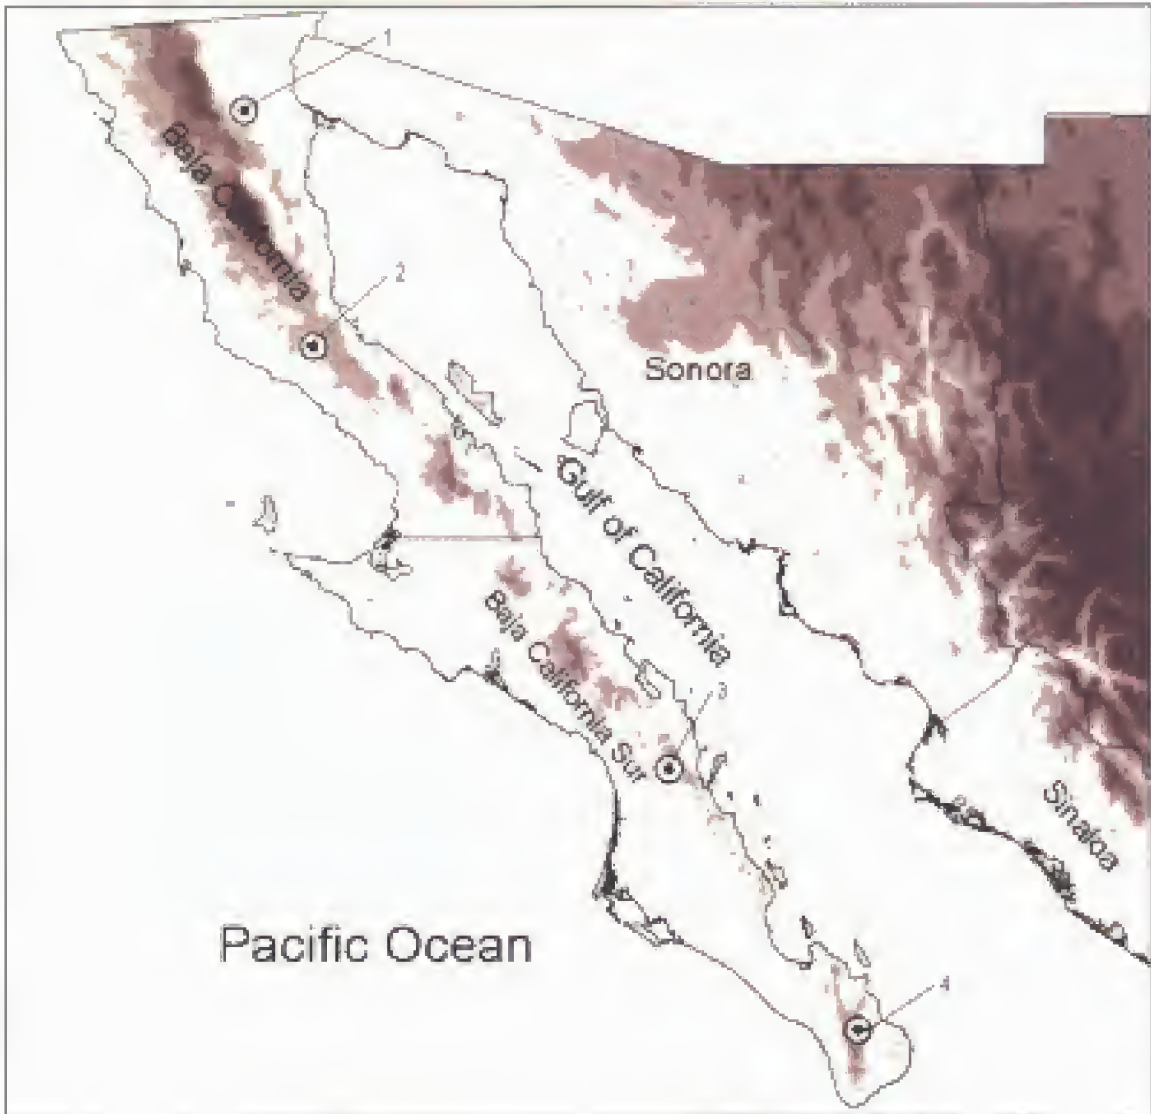 1
Baja California
2
Sonora
Gulf of California
Baja California Sur
3
Sinaloa
Pacific Ocean
4